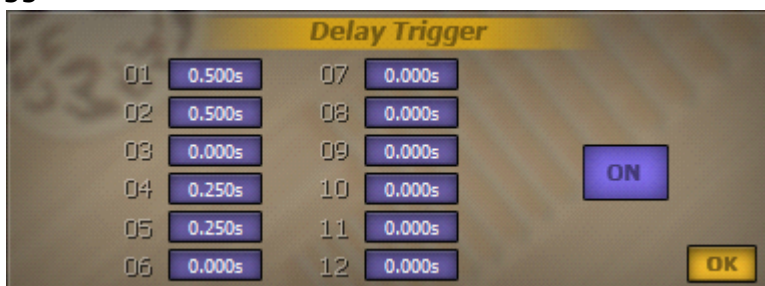 Delay Trigger
01 0.500s 07 0.000s
02 0.500s 08 0.000s
03 0.000s 09 0.000s
ON
04 0.250s 10 0.000s
05 0.250s 11 0.000s
06 0.000s 12 0.000s
OK